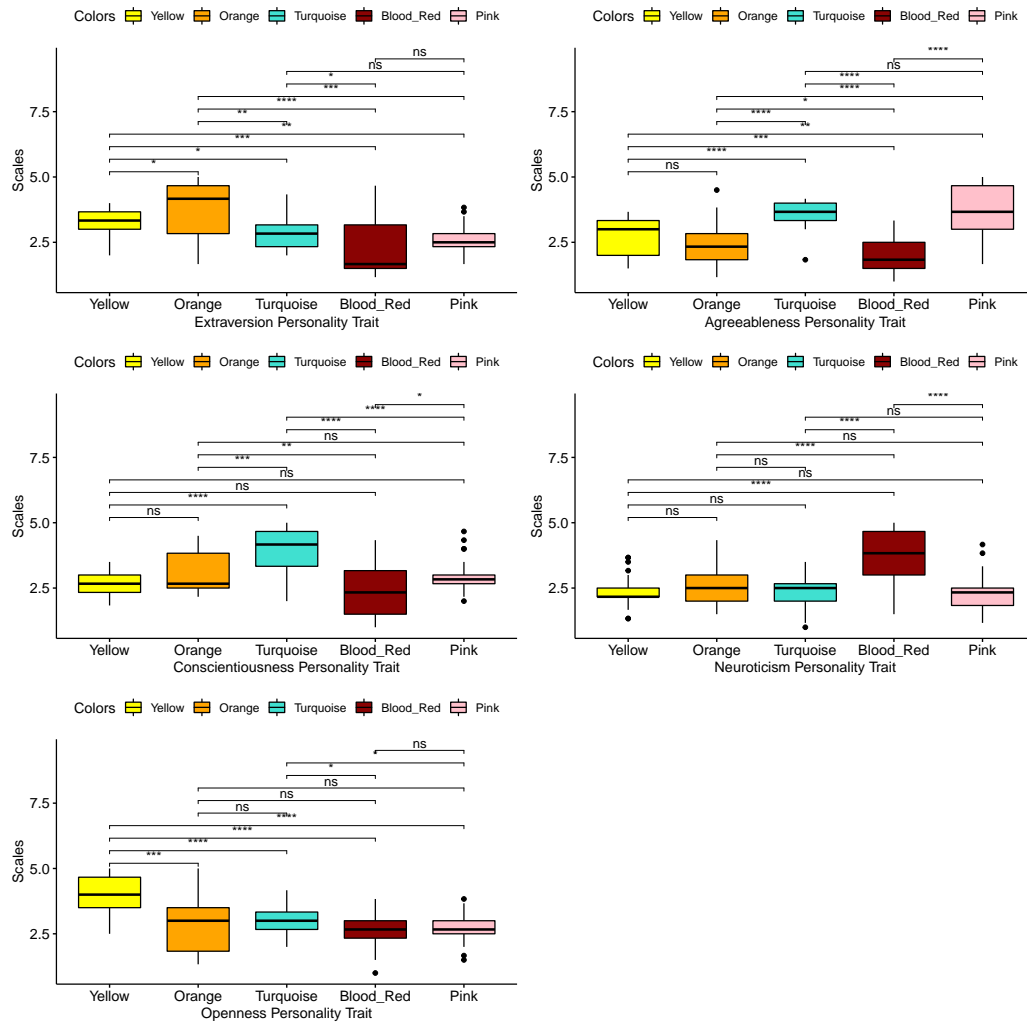 Colors Yellow Orange Turquoise Blood_Red Pink
ns
ns
*
***
****
**
**
***
*
*
7.5
5.0
2.5
Scales
Yellow Orange Turquoise Blood_Red Pink
Extraversion Personality Trait
Colors Yellow Orange Turquoise Blood_Red Pink
****
ns
****
****
*
****
**
***
****
ns
7.5
5.0
2.5
Scales
Yellow Orange Turquoise Blood_Red Pink
Agreeableness Personality Trait
Colors Yellow Orange Turquoise Blood_Red Pink
*
****
****
ns
**
***
ns
ns
****
ns
7.5
5.0
2.5
Scales
Yellow Orange Turquoise Blood_Red Pink
Conscientiousness Personality Trait
Colors Yellow Orange Turquoise Blood_Red Pink
****
ns
****
ns
****
ns
ns
****
ns
ns
7.5
5.0
2.5
Scales
Yellow Orange Turquoise Blood_Red Pink
Neuroticism Personality Trait
Colors Yellow Orange Turquoise Blood_Red Pink
ns
*
*
ns
ns
ns
****
****
****
***
7.5
5.0
2.5
Scales
Yellow Orange Turquoise Blood_Red Pink
Openness Personality Trait